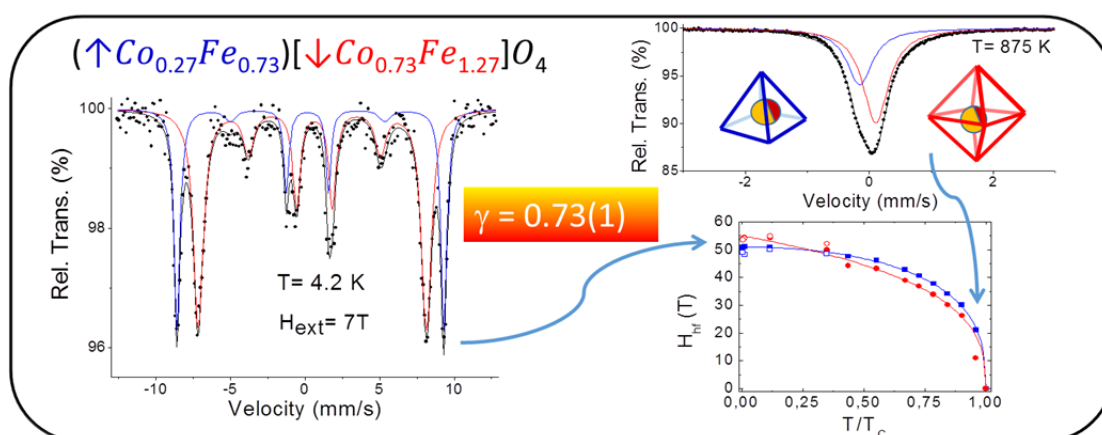 (↑Co0.27Fe0.73)[↓Co0.73Fe1.27]O4
Rel. Trans. (%)
100
98
96
T= 4.2 K
Hext= 7T
-10 -5 0 5 10
Velocity (mm/s)
γ = 0.73(1)
Rel. Trans. (%)
100
95
90
85
T= 875 K
-2 0 2
Velocity (mm/s)
Hhf (T)
60
50
40
30
20
10
0
0,00 0,25 0,50 0,75 1,00
T/TC